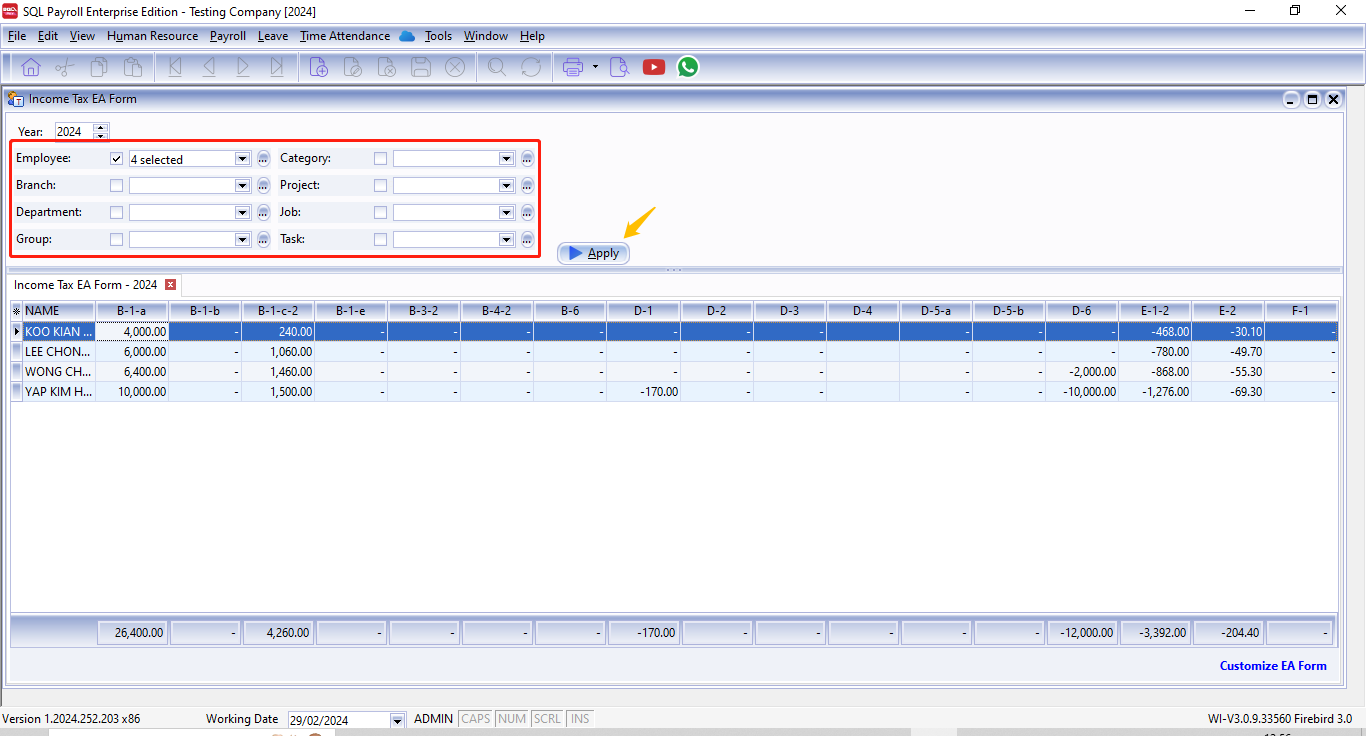 SQL Payroll Enterprise Edition - Testing Company [2024]
File Edit View Human Resource Payroll Leave Time Attendance Tools Window Help
Income Tax EA Form
Year: 2024
Employee: 4 selected Category:
Branch: Project:
Department: Job:
Group: Task:
Apply
Income Tax EA Form - 2024
NAME B-1-a B-1-b B-1-c-2 B-1-e B-3-2 B-4-2 B-6 D-1 D-2 D-3 D-4 D-5-a D-5-b D-6 E-1-2 E-2 F-1
KOO KIAN ... 4,000.00 - 240.00 - - - - - - - - - - -468.00 -30.10 -
LEE CHON... 6,000.00 - 1,060.00 - - - - - - - - - - -780.00 -49.70 -
WONG CH... 6,400.00 - 1,460.00 - - - - - - - - - -2,000.00 -868.00 -55.30 -
YAP KIM H... 10,000.00 - 1,500.00 - - - - -170.00 - - - - -10,000.00 -1,276.00 -69.30 -
26,400.00 - 4,260.00 - - - - -170.00 - - - - - -12,000.00 -3,392.00 -204.40 -
Customize EA Form
Version 1.2024.252.203 x86 Working Date 29/02/2024 ADMIN CAPS NUM SCRL INS WI-V3.0.9.33560 Firebird 3.0